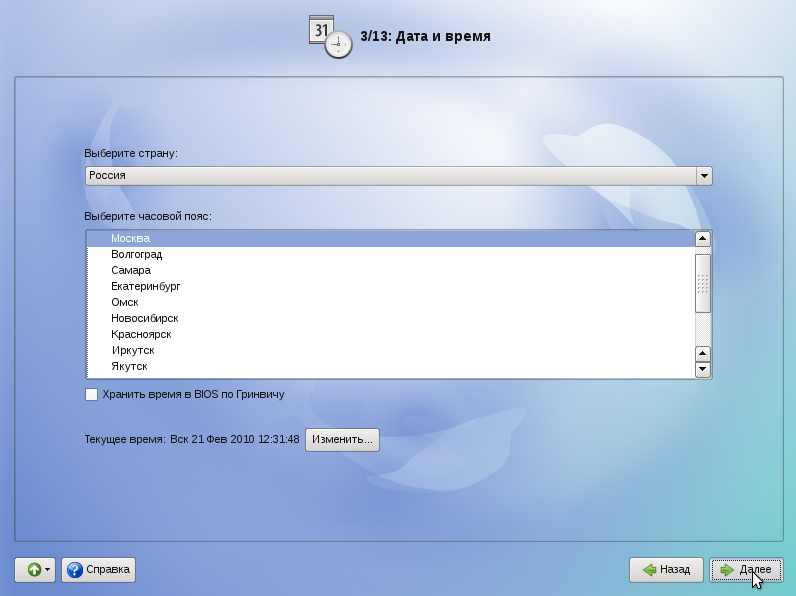 31
3/13: Дата и время
Выберите страну:
Россия
Выберите часовой пояс:
Москва
Волгоград
Самара
Екатеринбург
Омск
Новосибирск
Красноярск
Иркутск
Якутск
Хранить время в BIOS по Гринвичу
Текущее время: Вск 21 Фев 2010 12:31:48 Изменить...
Справка Назад Далее